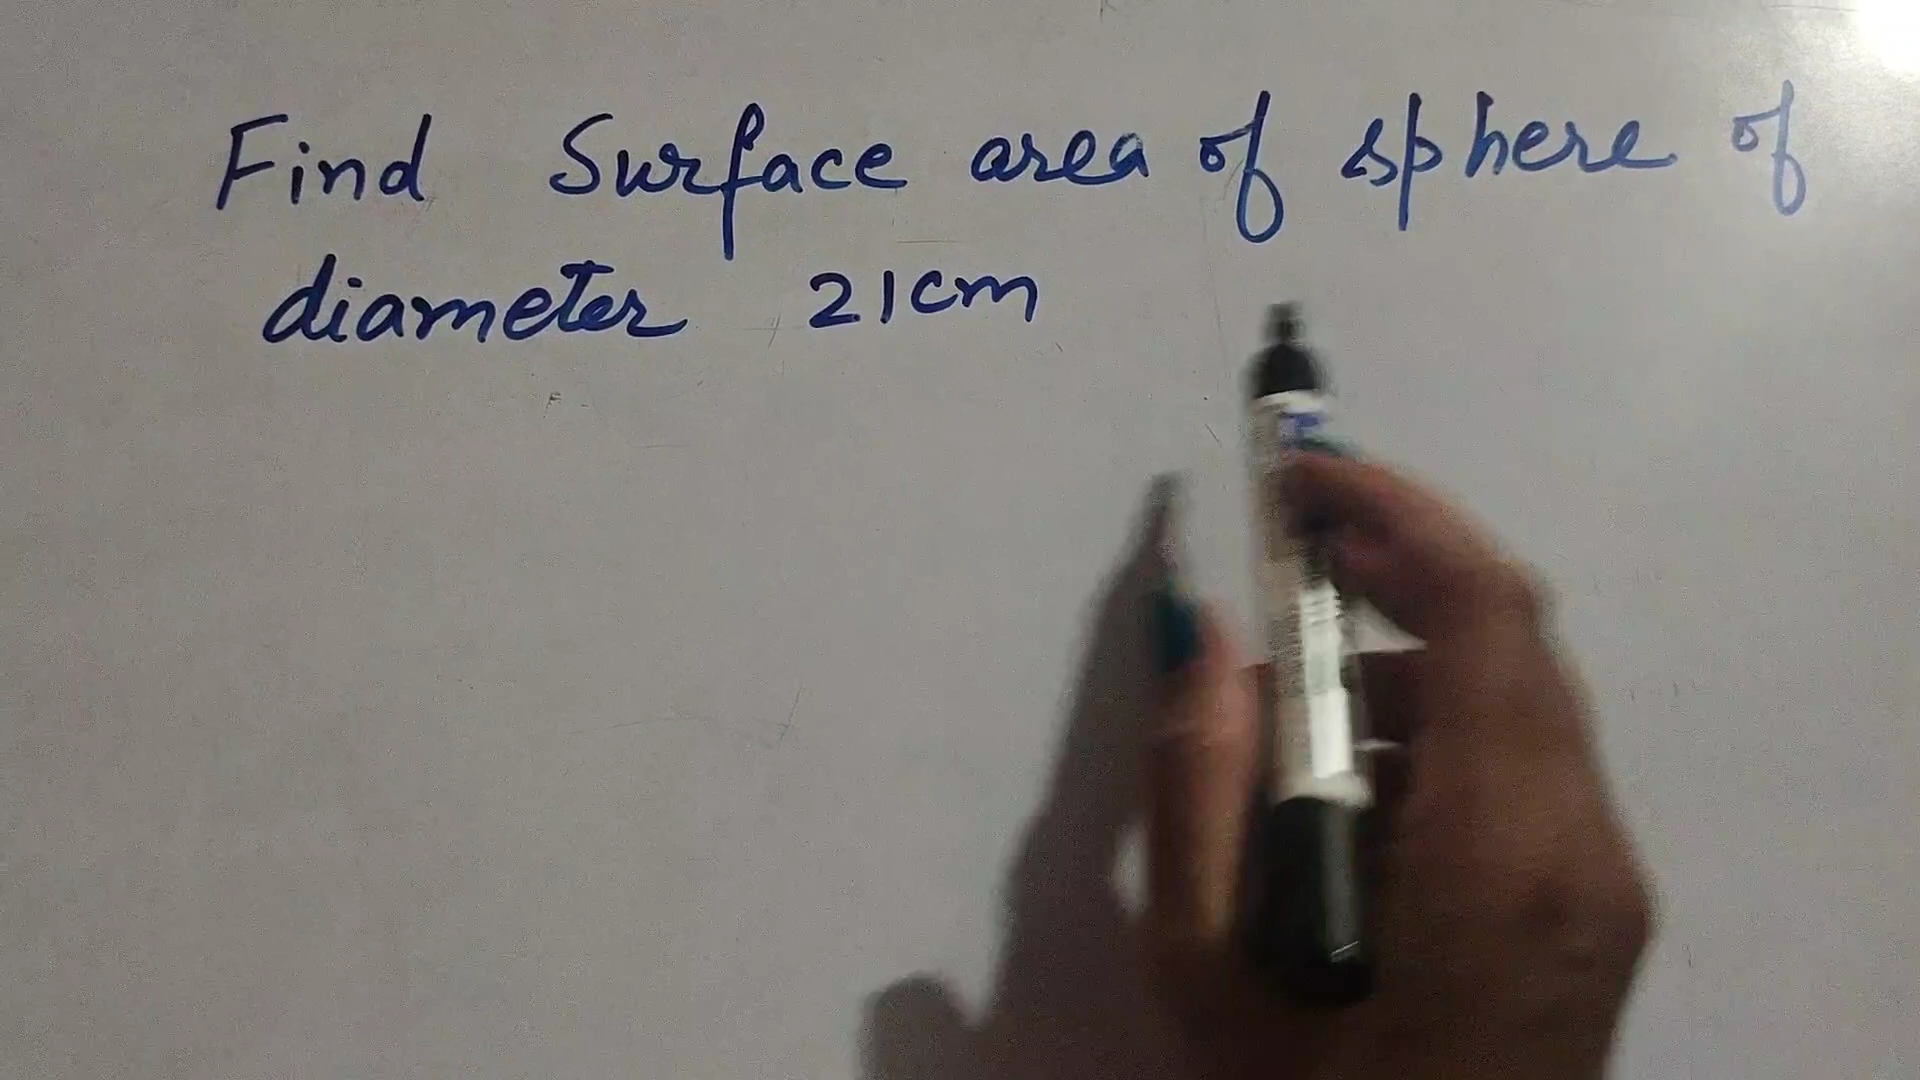 Find Surface area of sphere of
diameter 21cm